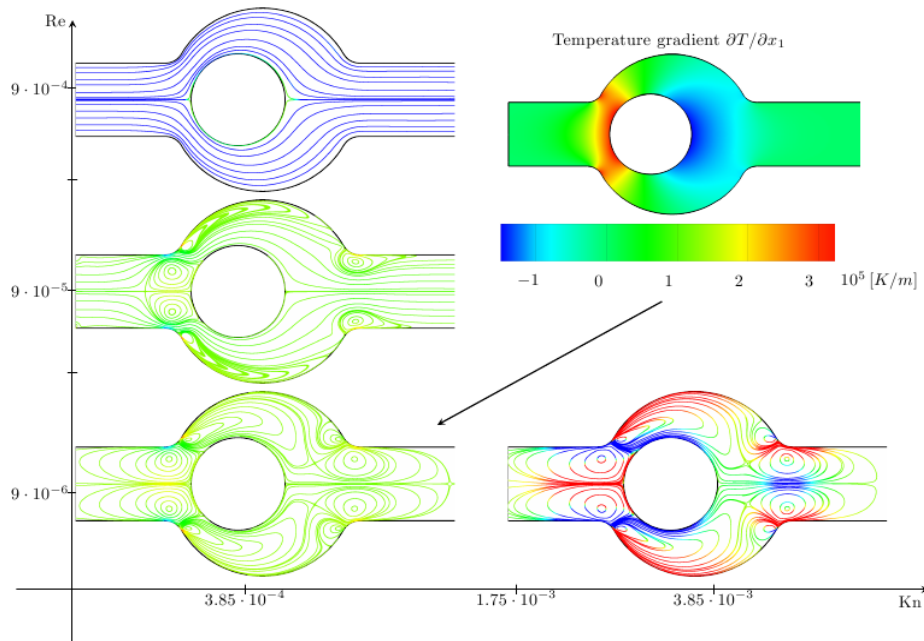 Re
Temperature gradient ∂T/∂x₁
9 · 10⁻⁴
−1 0 1 2 3 10⁵ [K/m]
9 · 10⁻⁵
9 · 10⁻⁶
3.85 · 10⁻⁴ 1.75 · 10⁻³ 3.85 · 10⁻³ Kn